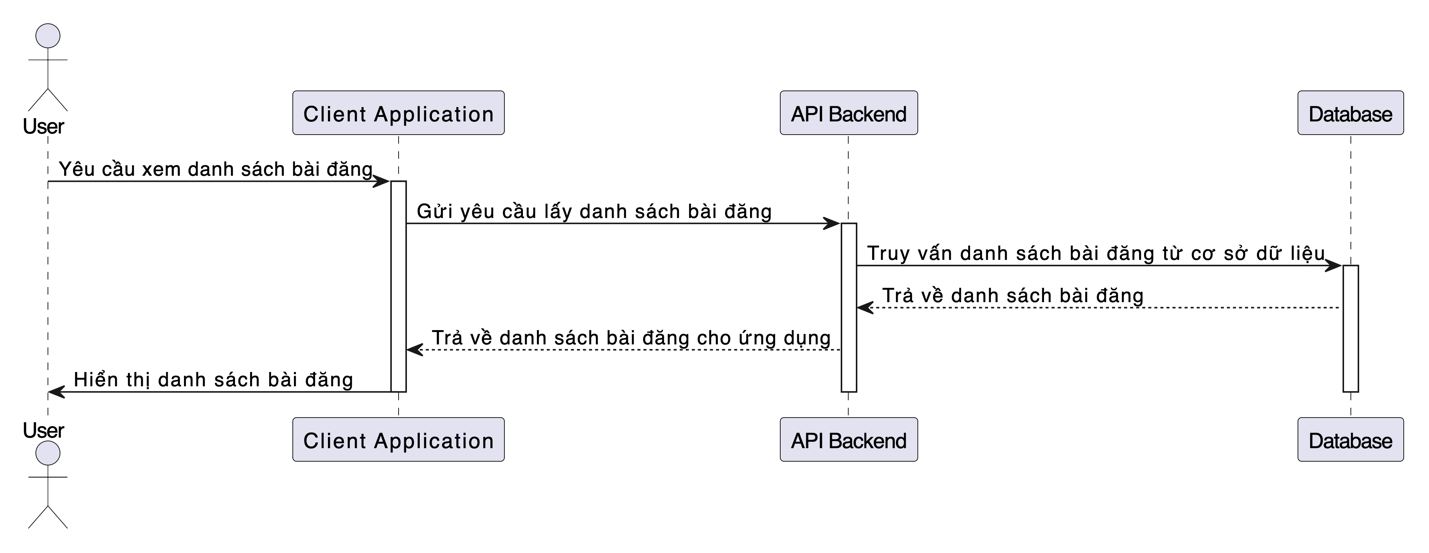 User
Client Application
API Backend
Database
Yêu cầu xem danh sách bài đăng
Gửi yêu cầu lấy danh sách bài đăng
Truy vấn danh sách bài đăng từ cơ sở dữ liệu
Trả về danh sách bài đăng
Trả về danh sách bài đăng cho ứng dụng
Hiển thị danh sách bài đăng
User
Client Application
API Backend
Database